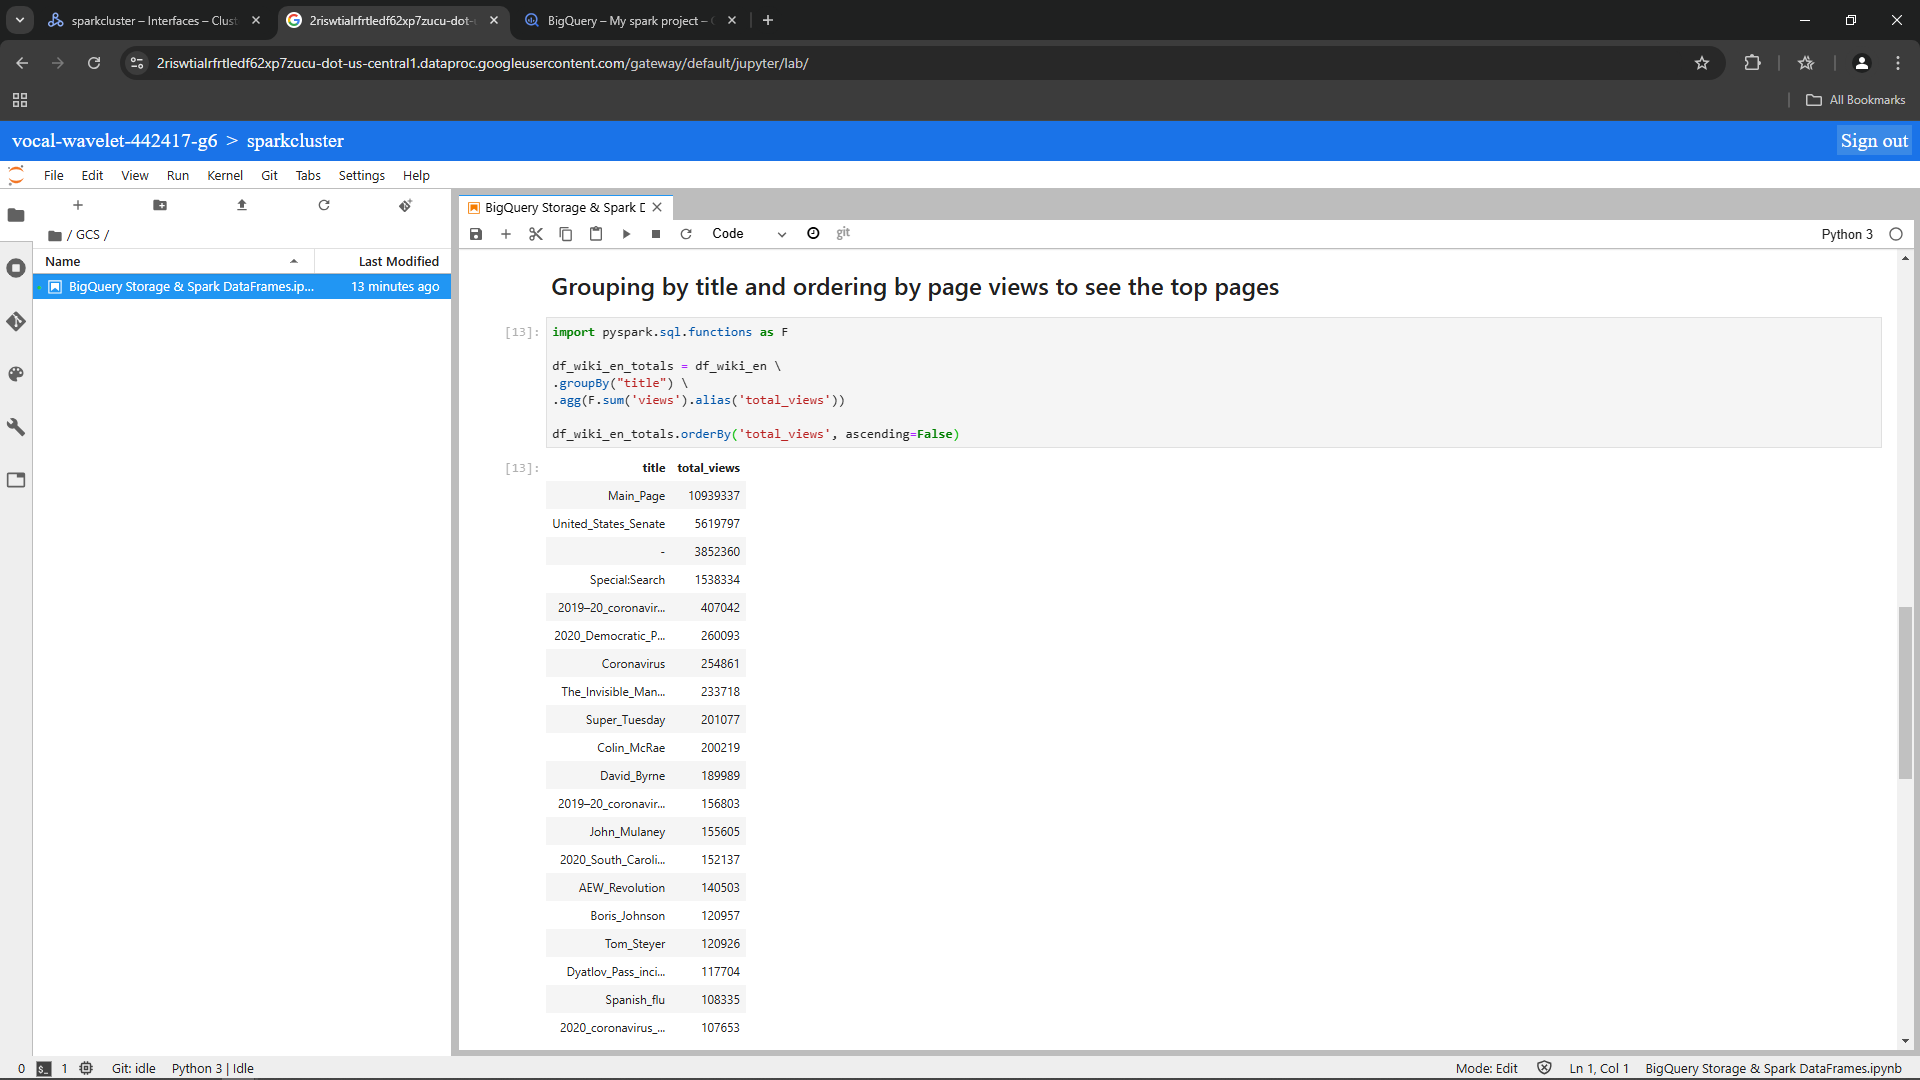 sparkcluster – Interfaces – Clust
2riswtialrfrtledf62xp7zucu-dot-
BigQuery – My spark project –
2riswtialrfrtledf62xp7zucu-dot-us-central1.dataproc.googleusercontent.com/gateway/default/jupyter/lab/
All Bookmarks
vocal-wavelet-442417-g6 > sparkcluster
Sign out
File Edit View Run Kernel Git Tabs Settings Help
/ GCS /
Name Last Modified
BigQuery Storage & Spark DataFrames.ip... 13 minutes ago
BigQuery Storage & Spark D
Code
git
Python 3
Grouping by title and ordering by page views to see the top pages
[13]: import pyspark.sql.functions as F
df_wiki_en_totals = df_wiki_en \
.groupBy("title") \
.agg(F.sum('views').alias('total_views'))
df_wiki_en_totals.orderBy('total_views', ascending=False)
[13]: title total_views
Main_Page 10939337
United_States_Senate 5619797
- 3852360
Special:Search 1538334
2019–20_coronavir... 407042
2020_Democratic_P... 260093
Coronavirus 254861
The_Invisible_Man... 233718
Super_Tuesday 201077
Colin_McRae 200219
David_Byrne 189989
2019–20_coronavir... 156803
John_Mulaney 155605
2020_South_Caroli... 152137
AEW_Revolution 140503
Boris_Johnson 120957
Tom_Steyer 120926
Dyatlov_Pass_inci... 117704
Spanish_flu 108335
2020_coronavirus_... 107653
0 $_ 1 Git: idle Python 3 | Idle
Mode: Edit Ln 1, Col 1 BigQuery Storage & Spark DataFrames.ipynb